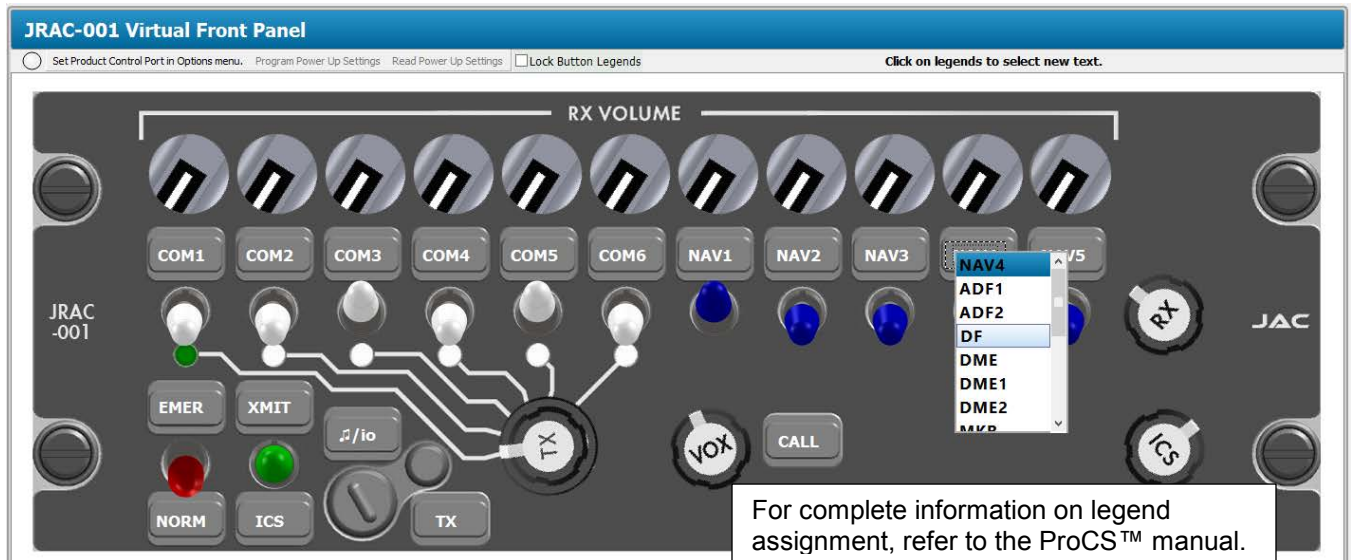 JRAC-001 Virtual Front Panel
Set Product Control Port in Options menu. Program Power Up Settings Read Power Up Settings Lock Button Legends Click on legends to select new text.
RX VOLUME
COM1 COM2 COM3 COM4 COM5 COM6 NAV1 NAV2 NAV3 V5
NAV4
ADF1
ADF2
DF
DME
DME1
DME2
MKR
JRAC
-001
RX
JAC
EMER XMIT
♫/io
TX
VOX
CALL
ICS
NORM ICS TX
For complete information on legend
assignment, refer to the ProCS™ manual.